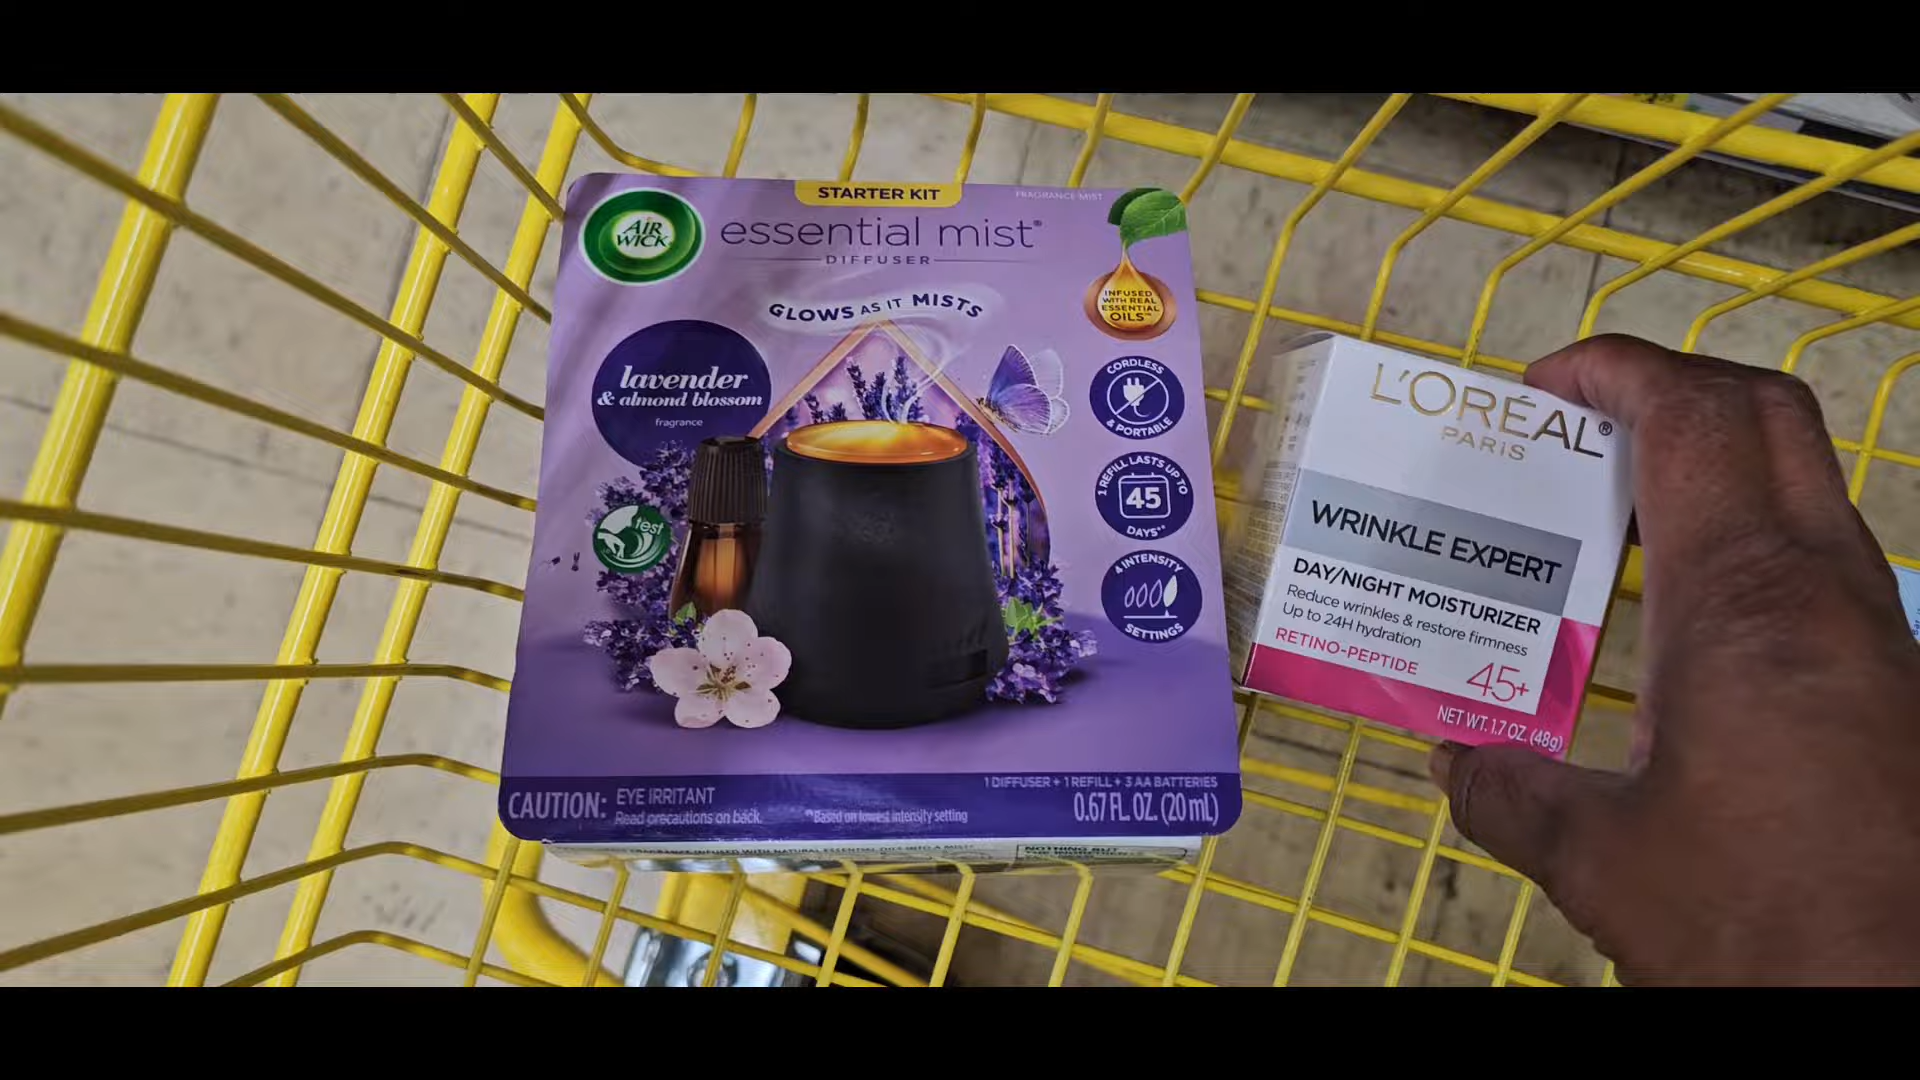 STARTER KIT
FRAGRANCE MIST
AIR
WICK
essential mist®
DIFFUSER
GLOWS AS IT MISTS
INFUSED
WITH REAL
ESSENTIAL
OILS
lavender
& almond blossom
fragrance
CORDLESS
& PORTABLE
1 REFILL LASTS UP TO
45
DAYS**
test
4 INTENSITY
SETTINGS
CAUTION: EYE IRRITANT
Read precautions on back.
**Based on lowest intensity setting
1 DIFFUSER + 1 REFILL + 3 AA BATTERIES
0.67 FL. OZ. (20 mL)
NOTHING BUT
L'ORÉAL®
PARIS
WRINKLE EXPERT
DAY/NIGHT MOISTURIZER
Reduce wrinkles & restore firmness
Up to 24H hydration
RETINO-PEPTIDE
45+
NET WT. 1.7 OZ. (48g)